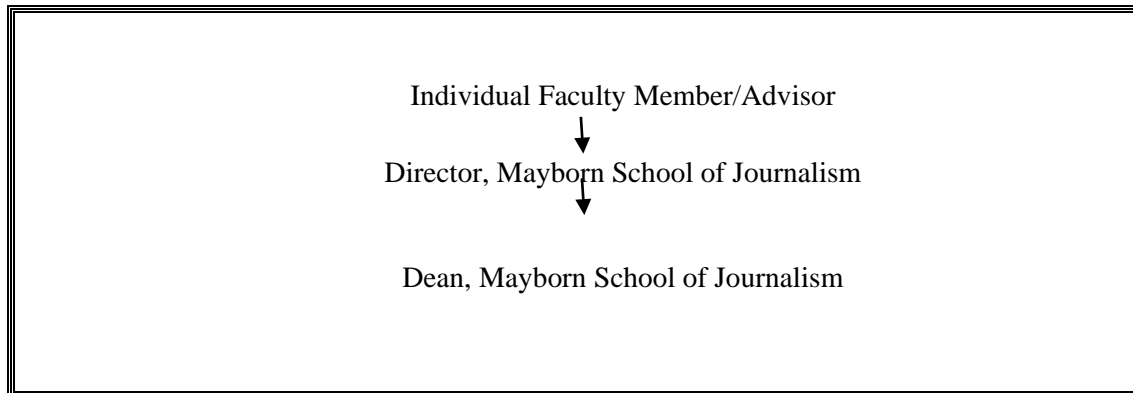 Individual Faculty Member/Advisor
Director, Mayborn School of Journalism
Dean, Mayborn School of Journalism